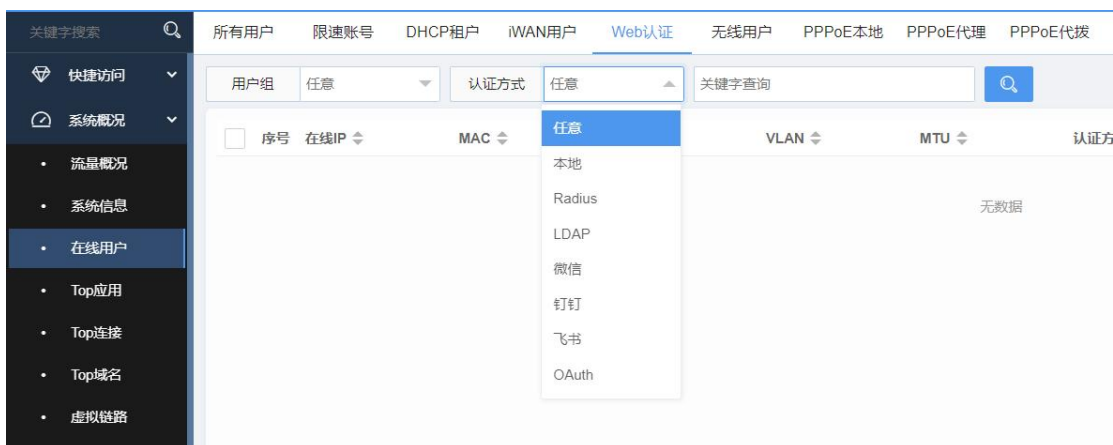 关键字搜索
快捷访问
系统概况
流量概况
系统信息
在线用户
Top应用
Top连接
Top域名
虚拟链路
所有用户 限速账号 DHCP租户 iWAN用户 Web认证 无线用户 PPPoE本地 PPPoE代理 PPPoE代拨
用户组 任意 认证方式 任意 关键字查询
序号 在线IP MAC VLAN MTU 认证方
任意
本地
Radius
LDAP
微信
钉钉
飞书
OAuth
无数据